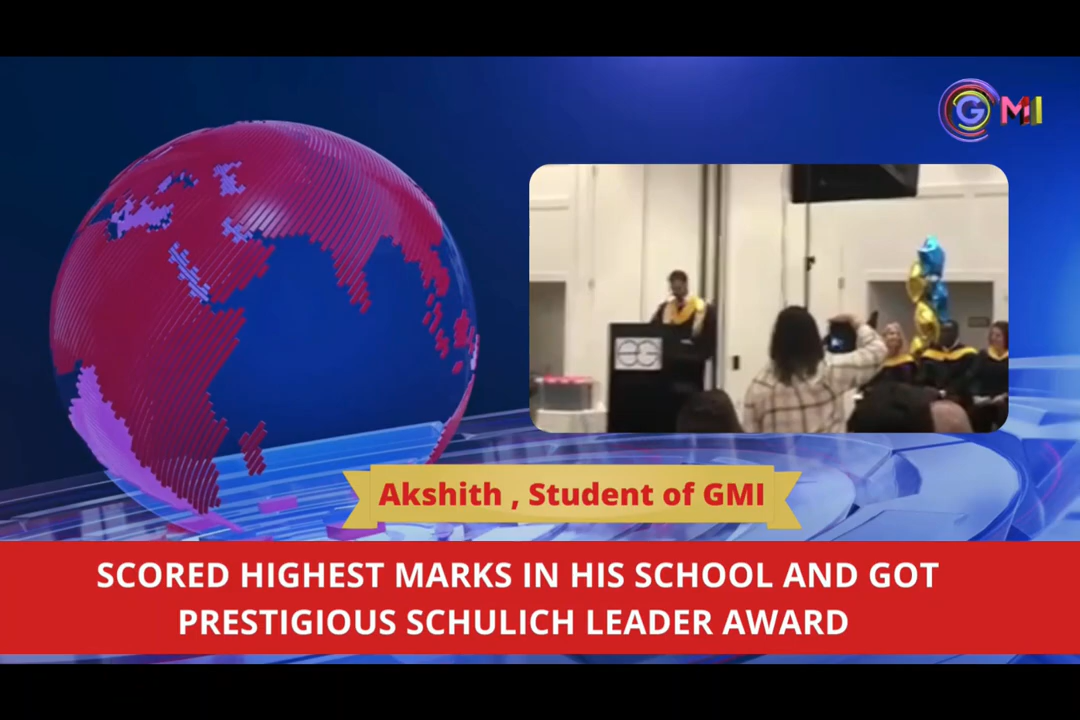 GMI
Akshith , Student of GMI
SCORED HIGHEST MARKS IN HIS SCHOOL AND GOT
PRESTIGIOUS SCHULICH LEADER AWARD